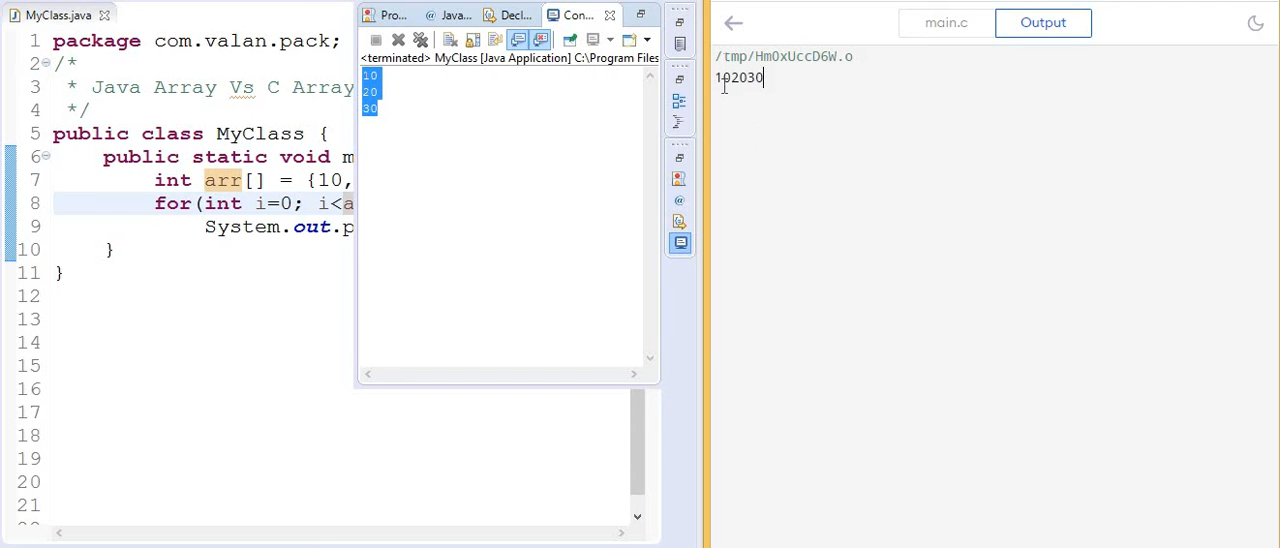 MyClass.java
1 package com.valan.pack;
2 /*
3 * Java Array Vs C Array
4 */
5 public class MyClass {
6 public static void m
7 int arr[] = {10,
8 for(int i=0; i<a
9 System.out.p
10 }
11 }
12
13
14
15
16
17
18
19
20
21
Pro... Java... Decl... Con...
<terminated> MyClass [Java Application] C:\Program Files
10
20
30
main.c Output
/tmp/HmOxUccD6W.o
102030